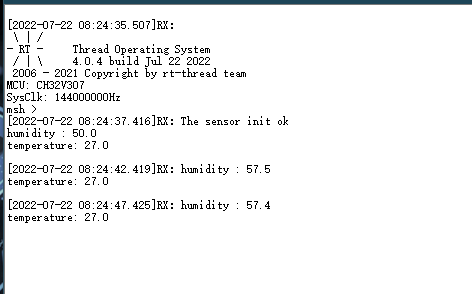 [2022-07-22 08:24:35.507]RX:
 \ | /
- RT -     Thread Operating System
 / | \     4.0.4 build Jul 22 2022
 2006 - 2021 Copyright by rt-thread team
MCU: CH32V307
SysClk: 144000000Hz
msh >
[2022-07-22 08:24:37.416]RX: The sensor init ok
humidity : 50.0
temperature: 27.0
[2022-07-22 08:24:42.419]RX: humidity : 57.5
temperature: 27.0
[2022-07-22 08:24:47.425]RX: humidity : 57.4
temperature: 27.0